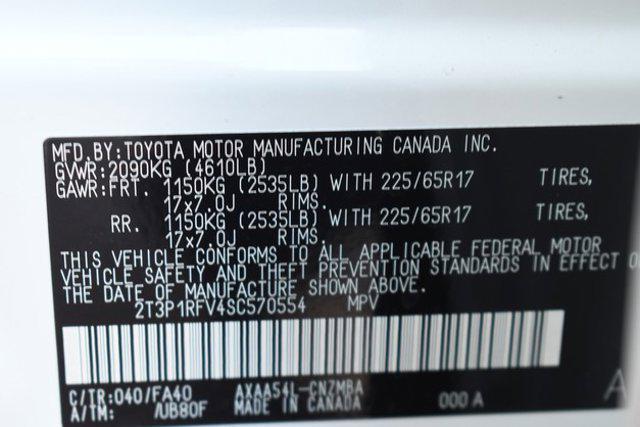 MFD.BY:TOYOTA MOTOR MANUFACTURING CANADA INC.
GVWR:2090KG (4610LB)
GAWR:FRT. 1150KG (2535LB) WITH 225/65R17 TIRES,
17x7.0J RIMS.
RR. 1150KG (2535LB) WITH 225/65R17 TIRES,
17x7.0J RIMS.
THIS VEHICLE CONFORMS TO ALL APPLICABLE FEDERAL MOTOR
VEHICLE SAFETY AND THEFT PREVENTION STANDARDS IN EFFECT O
THE DATE OF MANUFACTURE SHOWN ABOVE.
2T3P1RFV4SC570554 MPV
C/TR:040/FA40 AXAA54L-CNZMBA
A/TM: /UB80F MADE IN CANADA 000 A A